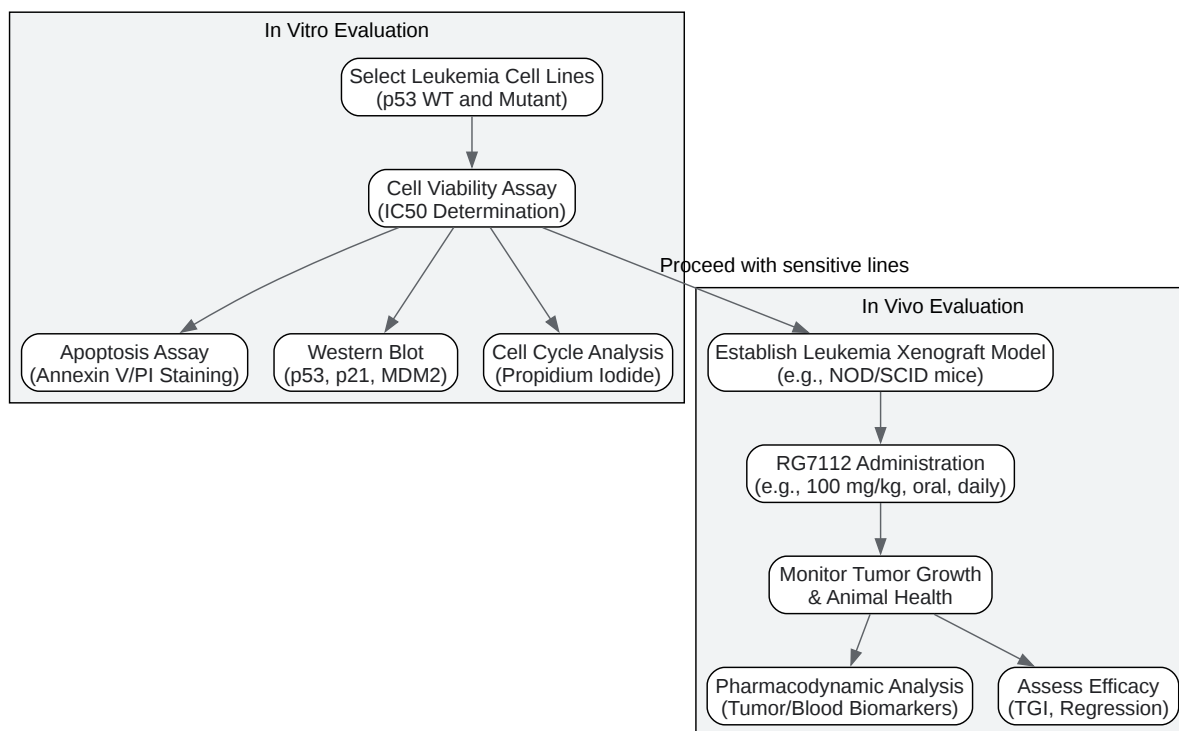 In Vitro Evaluation
Select Leukemia Cell Lines
(p53 WT and Mutant)
Cell Viability Assay
(IC50 Determination)
Proceed with sensitive lines
Apoptosis Assay
(Annexin V/PI Staining)
Western Blot
(p53, p21, MDM2)
Cell Cycle Analysis
(Propidium Iodide)
In Vivo Evaluation
Establish Leukemia Xenograft Model
(e.g., NOD/SCID mice)
RG7112 Administration
(e.g., 100 mg/kg, oral, daily)
Monitor Tumor Growth
& Animal Health
Pharmacodynamic Analysis
(Tumor/Blood Biomarkers)
Assess Efficacy
(TGI, Regression)